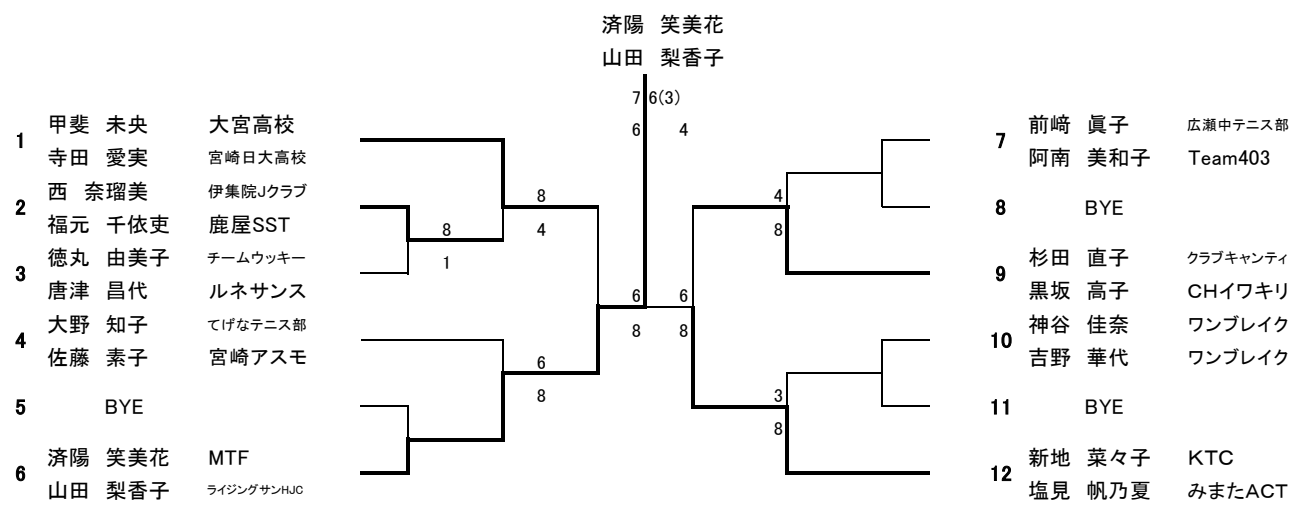 済陽 笑美花
山田 梨香子
7 6(3)
6 4
1 甲斐 未央 大宮高校
寺田 愛実 宮崎日大高校
2 西 奈瑠美 伊集院Jクラブ
福元 千依吏 鹿屋SST
3 徳丸 由美子 チームウッキー
唐津 昌代 ルネサンス
4 大野 知子 てげなテニス部
佐藤 素子 宮崎アスモ
5 BYE
6 済陽 笑美花 MTF
山田 梨香子 ライジングサンHJC
8
1
8
4
6
8
6
8
6
8
4
8
3
8
7 前﨑 眞子 広瀬中テニス部
阿南 美和子 Team403
8 BYE
9 杉田 直子 クラブキャンティ
黒坂 高子 CHイワキリ
10 神谷 佳奈 ワンブレイク
吉野 華代 ワンブレイク
11 BYE
12 新地 菜々子 KTC
塩見 帆乃夏 みまたACT